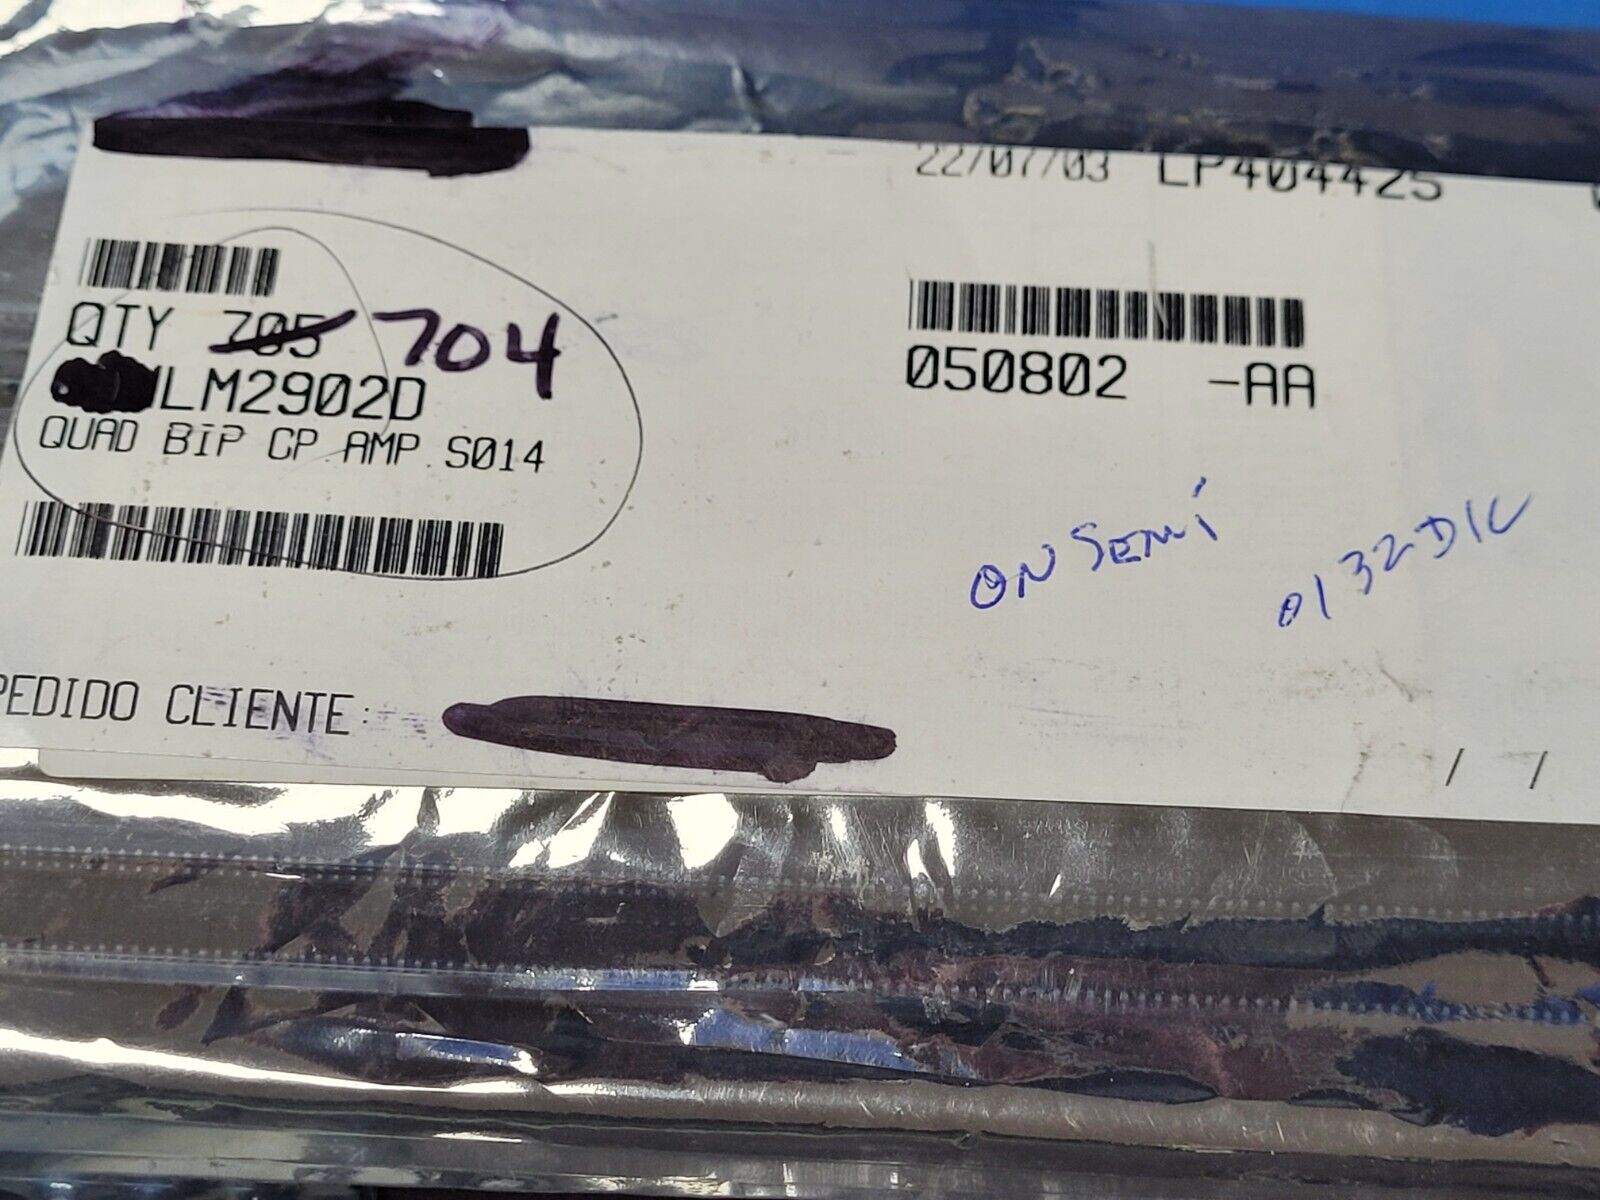 22/07/03 LP404425
QTY 705 704
LM2902D
QUAD BIP CP AMP S014
050802 -AA
ON SEMI
0132DIC
PEDIDO CLIENTE:
/ /